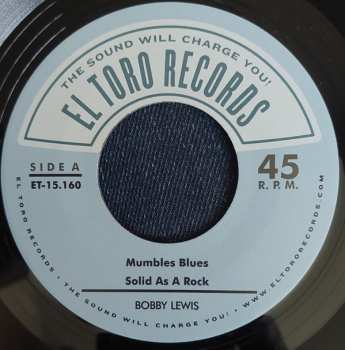 THE SOUND WILL CHARGE YOU!
EL TORO RECORDS
SIDE A
ET-15.160
45
R. P. M.
Mumbles Blues
Solid As A Rock
BOBBY LEWIS
EL TORO RECORDS • THE SOUND WILL CHARGE YOU! • WWW.ELTORORECORDS.COM